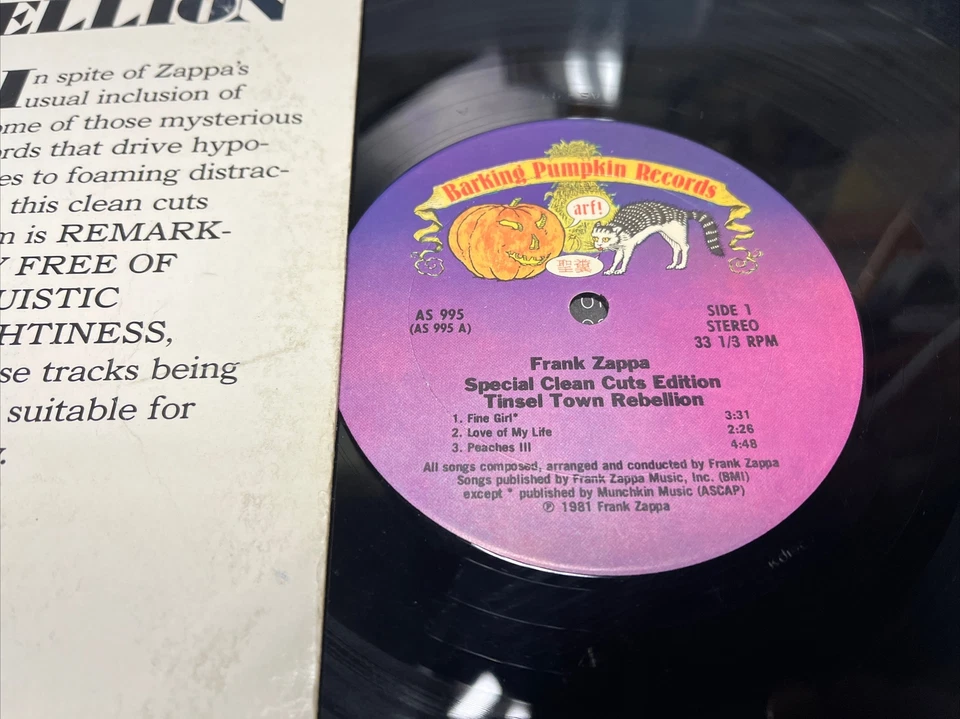 ELLION
In spite of Zappa's
usual inclusion of
ome of those mysterious
ords that drive hypo-
es to foaming distrac-
this clean cuts
m is REMARK-
Y FREE OF
UISTIC
HTINESS,
se tracks being
suitable for
Barking Pumpkin Records
arf!
AS 995
(AS 995 A)
SIDE 1
STEREO
33 1/3 RPM
Frank Zappa
Special Clean Cuts Edition
Tinsel Town Rebellion
1. Fine Girl* 3:31
2. Love of My Life 2:26
3. Peaches III 4:48
All songs composed, arranged and conducted by Frank Zappa
Songs published by Frank Zappa Music, Inc. (BMI)
except * published by Munchkin Music (ASCAP)
℗ 1981 Frank Zappa